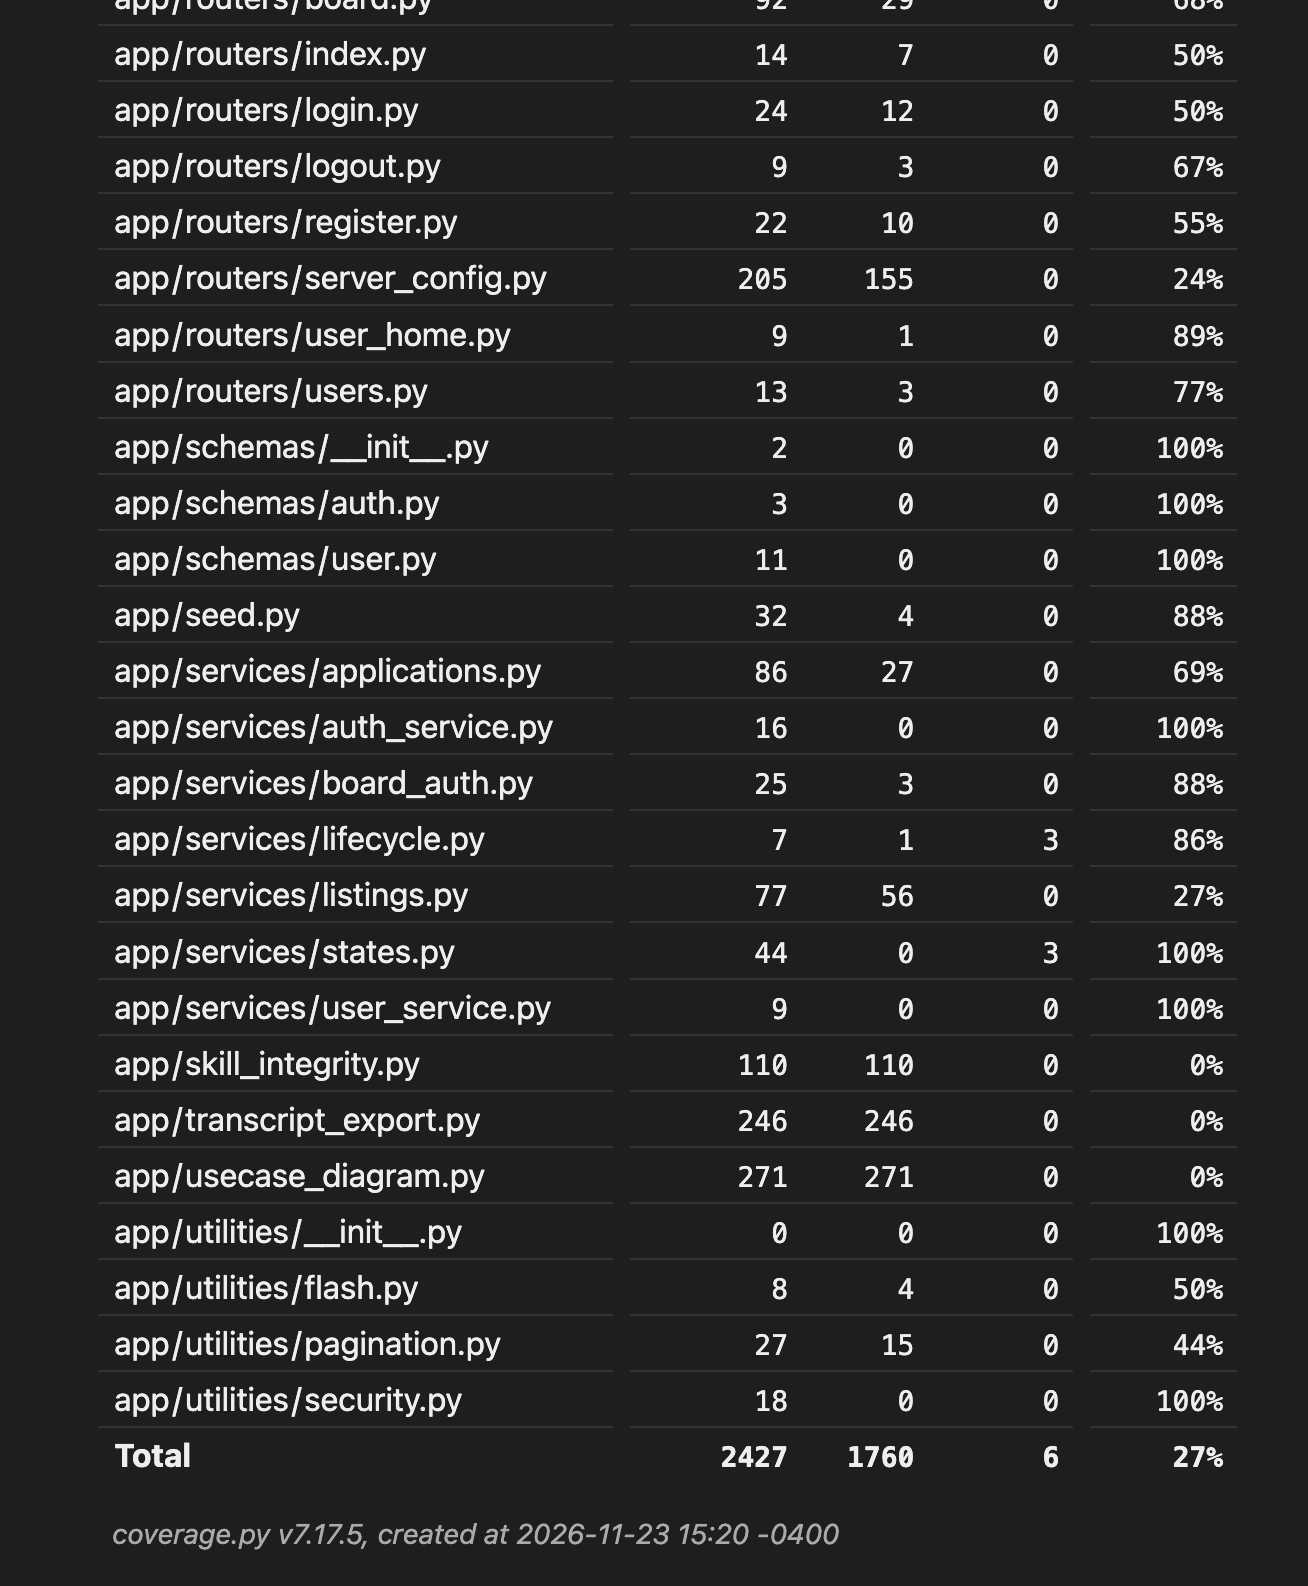 app/routers/board.py 92 29 0 68%
app/routers/index.py 14 7 0 50%
app/routers/login.py 24 12 0 50%
app/routers/logout.py 9 3 0 67%
app/routers/register.py 22 10 0 55%
app/routers/server_config.py 205 155 0 24%
app/routers/user_home.py 9 1 0 89%
app/routers/users.py 13 3 0 77%
app/schemas/__init__.py 2 0 0 100%
app/schemas/auth.py 3 0 0 100%
app/schemas/user.py 11 0 0 100%
app/seed.py 32 4 0 88%
app/services/applications.py 86 27 0 69%
app/services/auth_service.py 16 0 0 100%
app/services/board_auth.py 25 3 0 88%
app/services/lifecycle.py 7 1 3 86%
app/services/listings.py 77 56 0 27%
app/services/states.py 44 0 3 100%
app/services/user_service.py 9 0 0 100%
app/skill_integrity.py 110 110 0 0%
app/transcript_export.py 246 246 0 0%
app/usecase_diagram.py 271 271 0 0%
app/utilities/__init__.py 0 0 0 100%
app/utilities/flash.py 8 4 0 50%
app/utilities/pagination.py 27 15 0 44%
app/utilities/security.py 18 0 0 100%
Total 2427 1760 6 27%
coverage.py v7.17.5, created at 2026-11-23 15:20 -0400